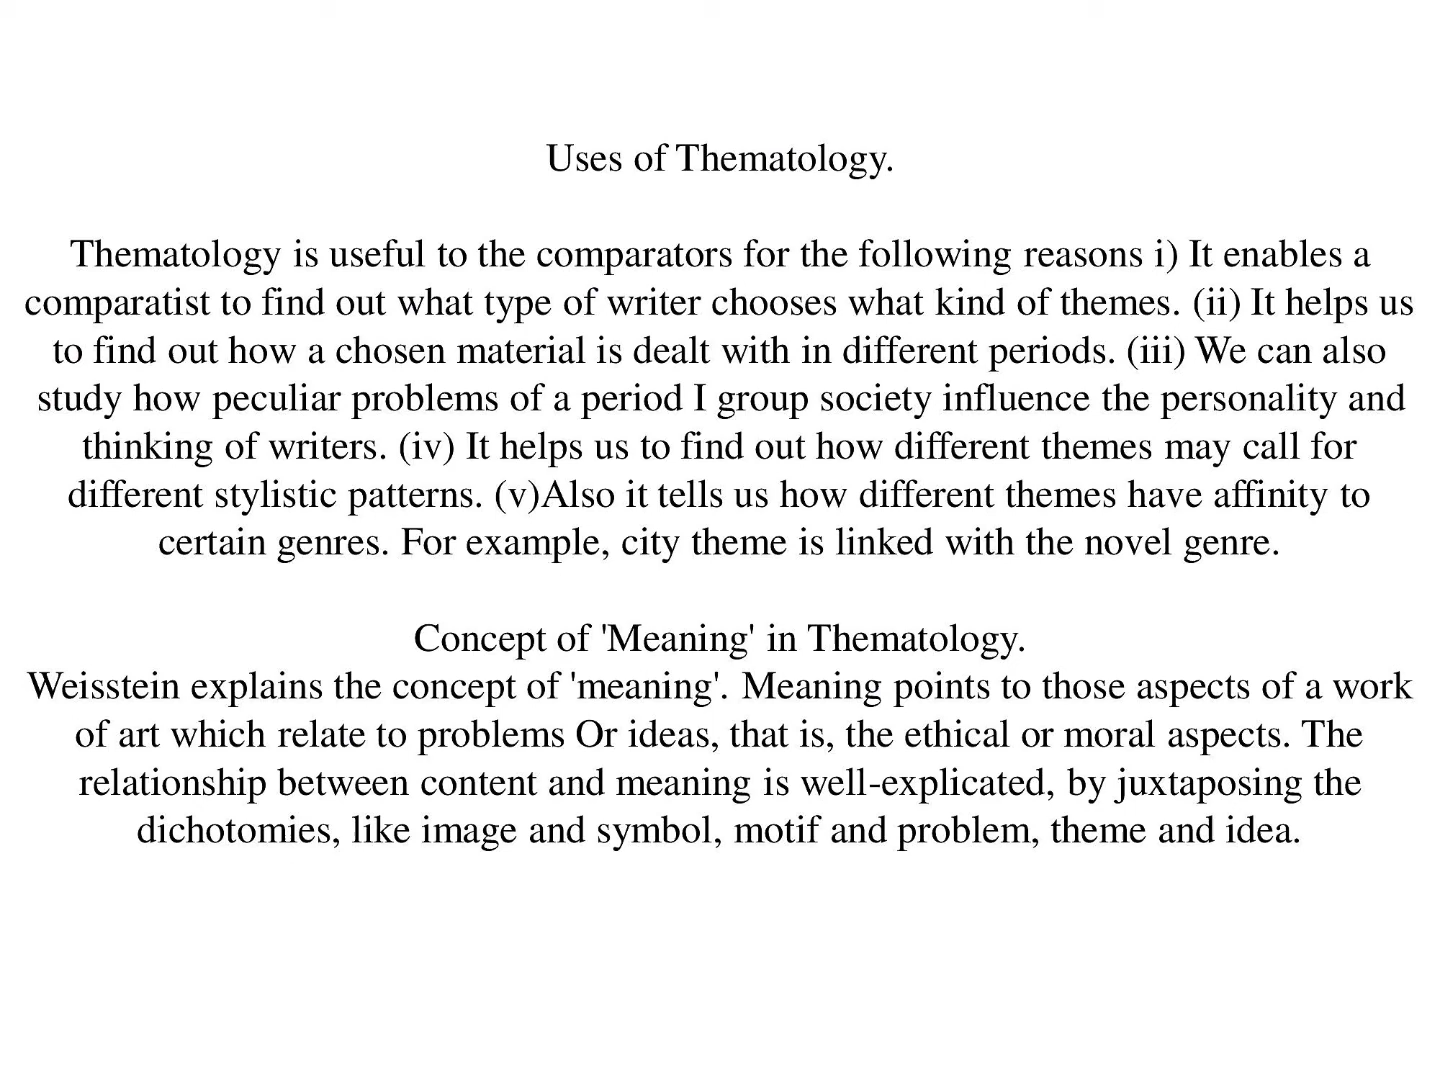 Uses of Thematology.
Thematology is useful to the comparators for the following reasons i) It enables a
comparatist to find out what type of writer chooses what kind of themes. (ii) It helps us
to find out how a chosen material is dealt with in different periods. (iii) We can also
study how peculiar problems of a period I group society influence the personality and
thinking of writers. (iv) It helps us to find out how different themes may call for
different stylistic patterns. (v)Also it tells us how different themes have affinity to
certain genres. For example, city theme is linked with the novel genre.
Concept of 'Meaning' in Thematology.
Weisstein explains the concept of 'meaning'. Meaning points to those aspects of a work
of art which relate to problems Or ideas, that is, the ethical or moral aspects. The
relationship between content and meaning is well-explicated, by juxtaposing the
dichotomies, like image and symbol, motif and problem, theme and idea.